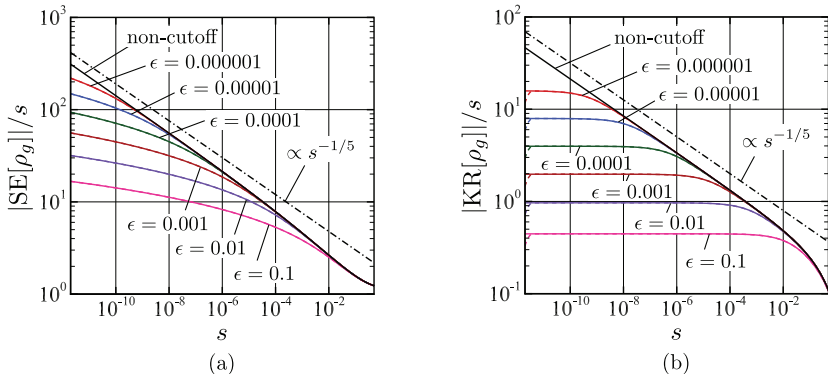 |SE[ρ_g]|/s
10^3
10^2
10^1
10^0
non-cutoff
ϵ = 0.000001
ϵ = 0.00001
ϵ = 0.0001
∝ s^{-1/5}
ϵ = 0.001
ϵ = 0.01
ϵ = 0.1
10^{-10} 10^{-8} 10^{-6} 10^{-4} 10^{-2}
s
(a)
|KR[ρ_g]|/s
10^2
10^1
10^0
10^{-1}
non-cutoff
ϵ = 0.000001
ϵ = 0.00001
∝ s^{-1/5}
ϵ = 0.0001
ϵ = 0.001
ϵ = 0.01
ϵ = 0.1
10^{-10} 10^{-8} 10^{-6} 10^{-4} 10^{-2}
s
(b)